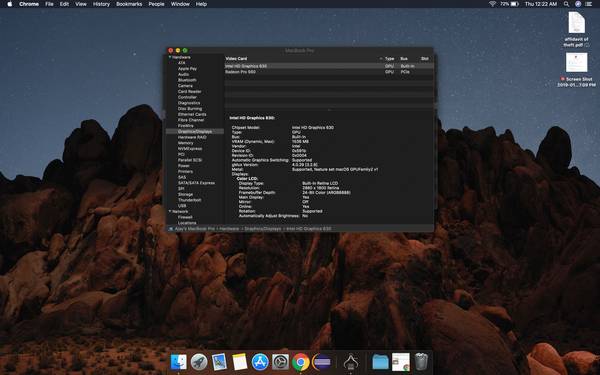 Chrome File Edit View History Bookmarks People Window Help 72% Thu 12:22 AM
affidavit of
theft.pdf
Screen Shot
2019-01...7:09 PM
MacBook Pro
Hardware
ATA
Apple Pay
Audio
Bluetooth
Camera
Card Reader
Controller
Diagnostics
Disc Burning
Ethernet Cards
Fibre Channel
FireWire
Graphics/Displays
Hardware RAID
Memory
NVMExpress
PCI
Parallel SCSI
Power
Printers
SAS
SATA/SATA Express
SPI
Storage
Thunderbolt
USB
Network
Firewall
Locations
Video Card Type Bus Slot
Intel HD Graphics 630 GPU Built-In
Radeon Pro 560 GPU PCIe
Intel HD Graphics 630:
Chipset Model: Intel HD Graphics 630
Type: GPU
Bus: Built-In
VRAM (Dynamic, Max): 1536 MB
Vendor: Intel
Device ID: 0x591b
Revision ID: 0x0004
Automatic Graphics Switching: Supported
gMux Version: 4.0.29 [3.2.8]
Metal: Supported, feature set macOS GPUFamily2 v1
Displays:
Color LCD:
Display Type: Built-In Retina LCD
Resolution: 2880 x 1800 Retina
Framebuffer Depth: 24-Bit Color (ARGB8888)
Main Display: Yes
Mirror: Off
Online: Yes
Rotation: Supported
Automatically Adjust Brightness: No
Ajay's MacBook Pro › Hardware › Graphics/Displays › Intel HD Graphics 630